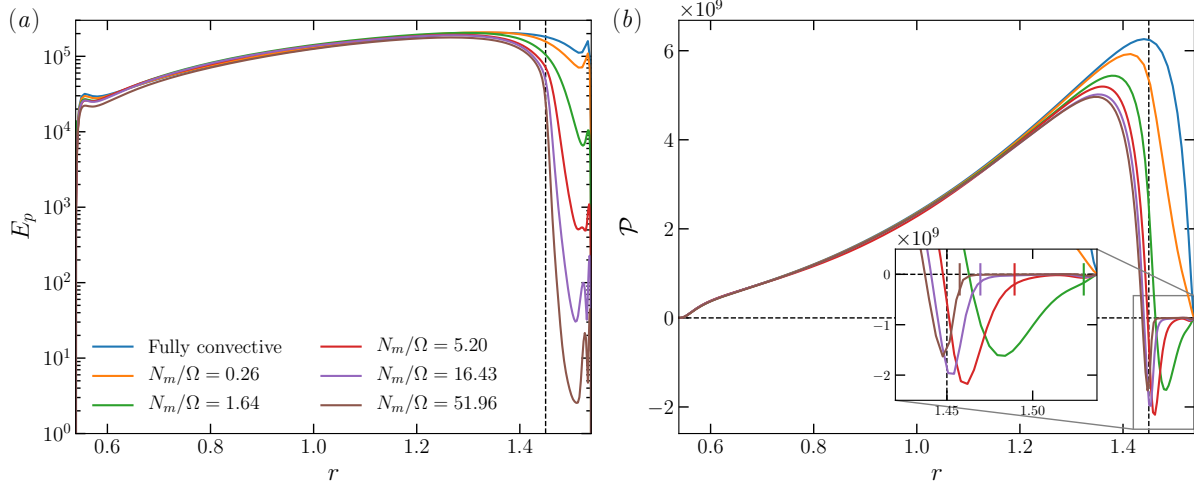 (a)
E_p
10^5
10^4
10^3
10^2
10^1
10^0
0.6
0.8
1.0
1.2
1.4
r
Fully convective
N_m/Ω = 0.26
N_m/Ω = 1.64
N_m/Ω = 5.20
N_m/Ω = 16.43
N_m/Ω = 51.96
(b)
×10^9
𝒫
6
4
2
0
−2
0.6
0.8
1.0
1.2
1.4
r
×10^9
0
−1
−2
1.45
1.50